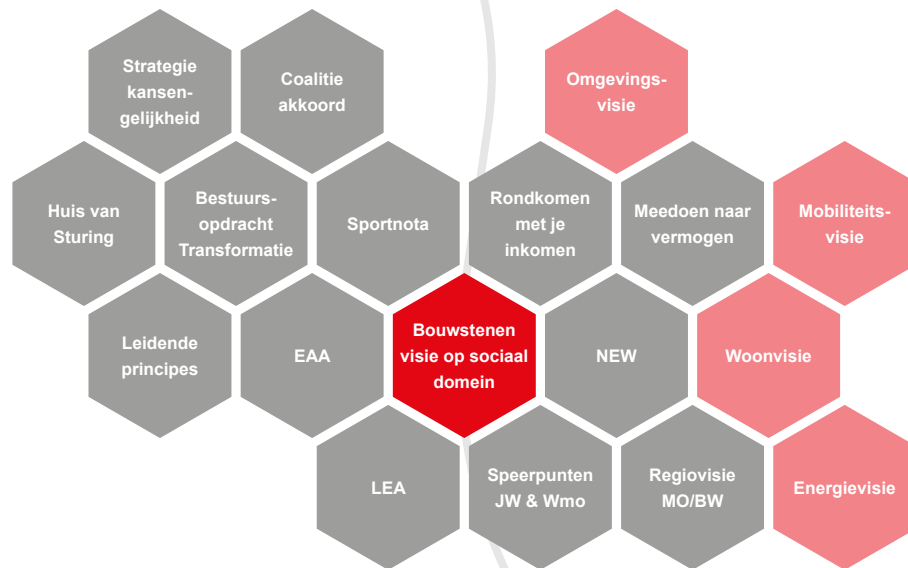 Strategie
kansen-
gelijkheid
Coalitie
akkoord
Omgevings-
visie
Huis van
Sturing
Bestuurs-
opdracht
Transformatie
Sportnota
Rondkomen
met je
inkomen
Meedoen naar
vermogen
Mobiliteits-
visie
Leidende
principes
EAA
Bouwstenen
visie op sociaal
domein
NEW
Woonvisie
LEA
Speerpunten
JW & Wmo
Regiovisie
MO/BW
Energievisie